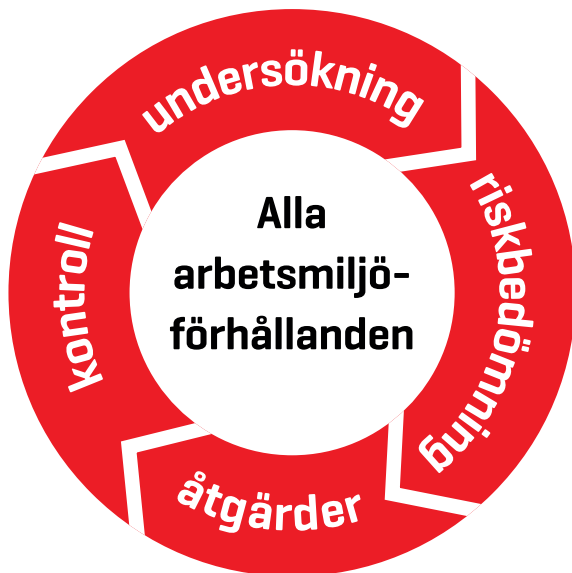 undersökning
riskbedömning
åtgärder
kontroll
Alla
arbetsmiljö-
förhållanden